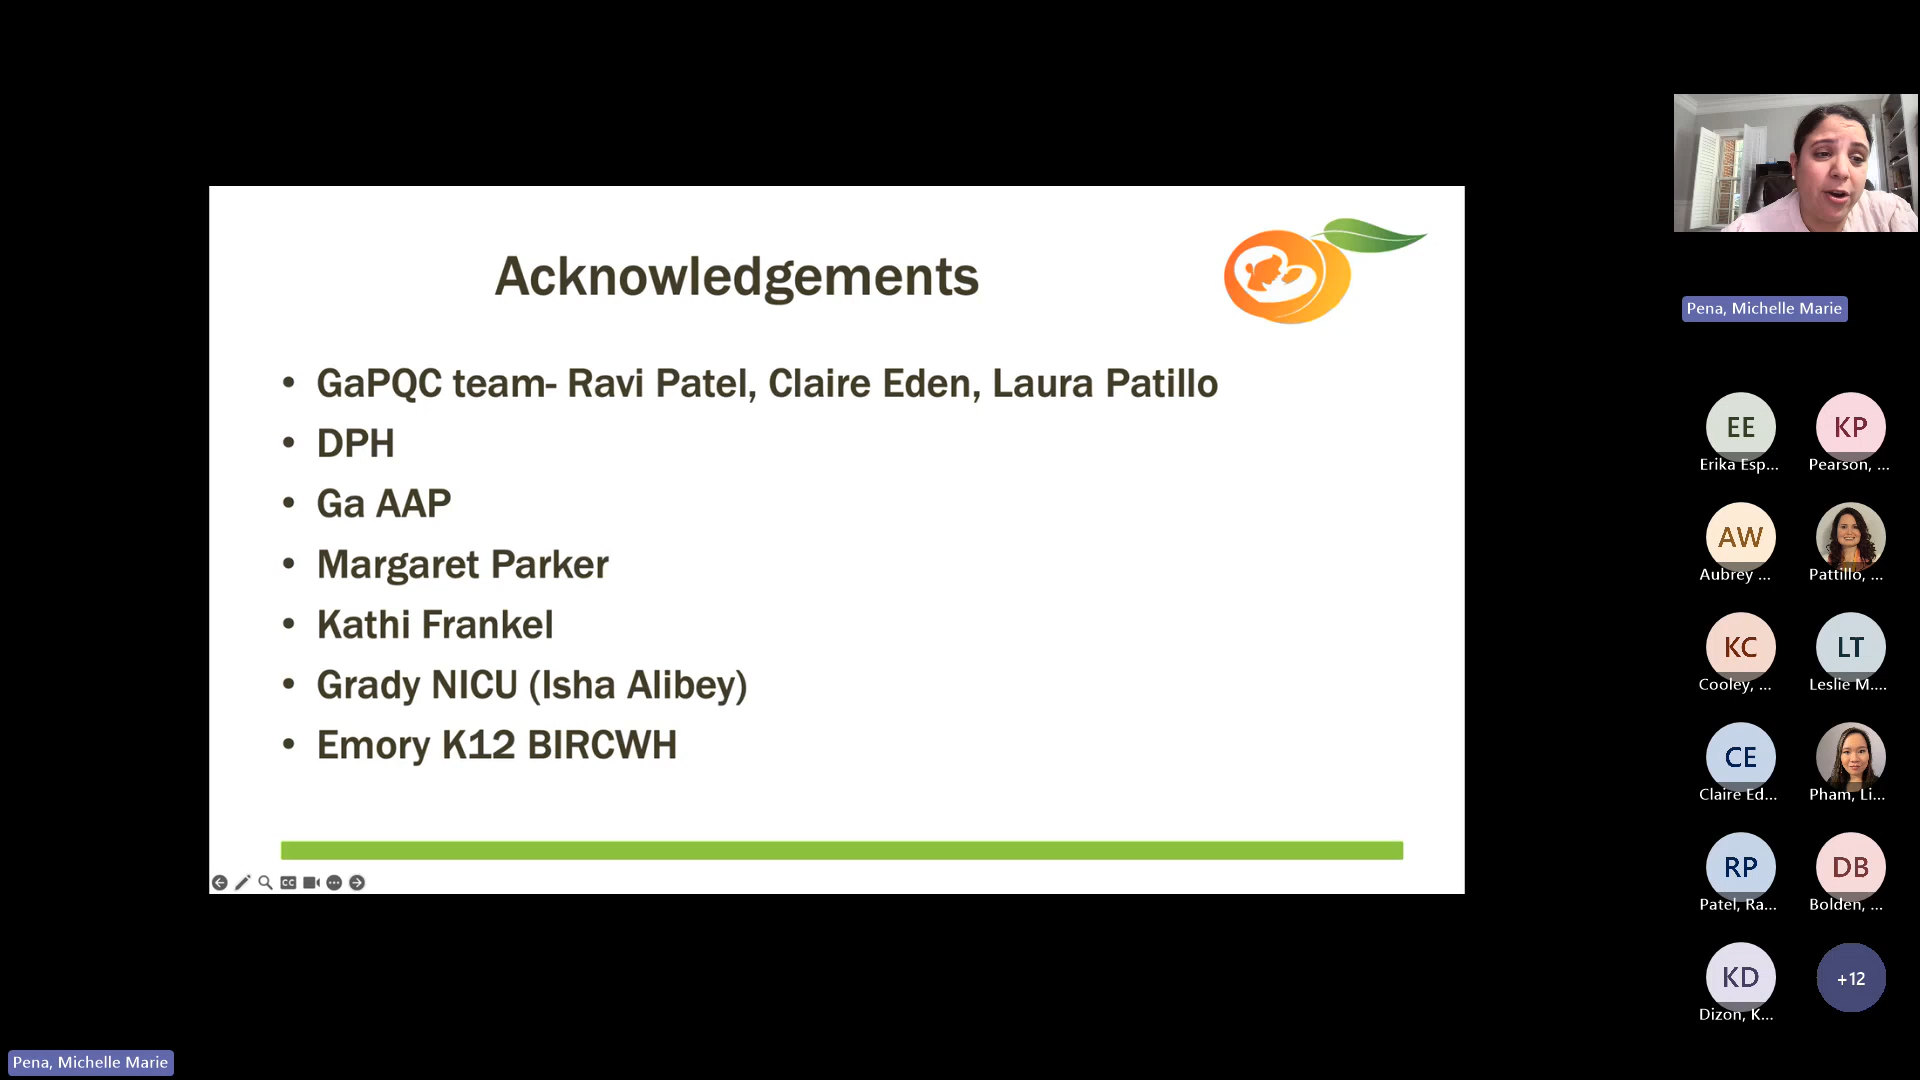 Acknowledgements
• GaPQC team- Ravi Patel, Claire Eden, Laura Patillo
• DPH
• Ga AAP
• Margaret Parker
• Kathi Frankel
• Grady NICU (Isha Alibey)
• Emory K12 BIRCWH
CC
Pena, Michelle Marie
EE
Erika Esp...
KP
Pearson, ...
AW
Aubrey ...
Pattillo, ...
KC
Cooley, ...
LT
Leslie M....
CE
Claire Ed...
Pham, Li...
RP
Patel, Ra...
DB
Bolden, ...
KD
Dizon, K...
+12
Pena, Michelle Marie